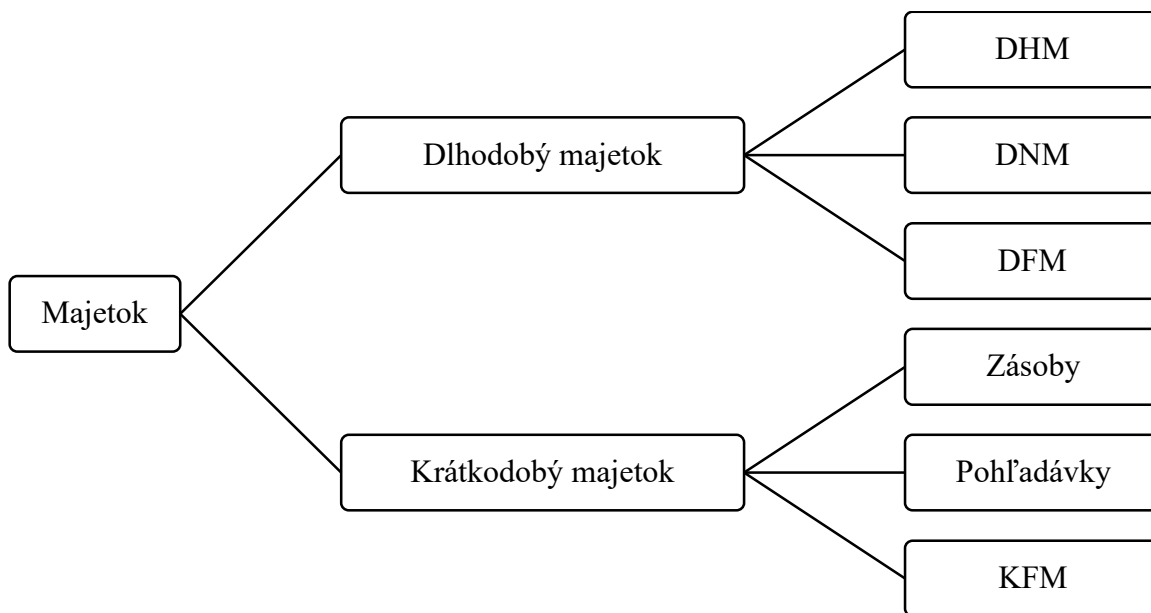 Majetok
Dlhodobý majetok
DHM
DNM
DFM
Krátkodobý majetok
Zásoby
Pohľadávky
KFM